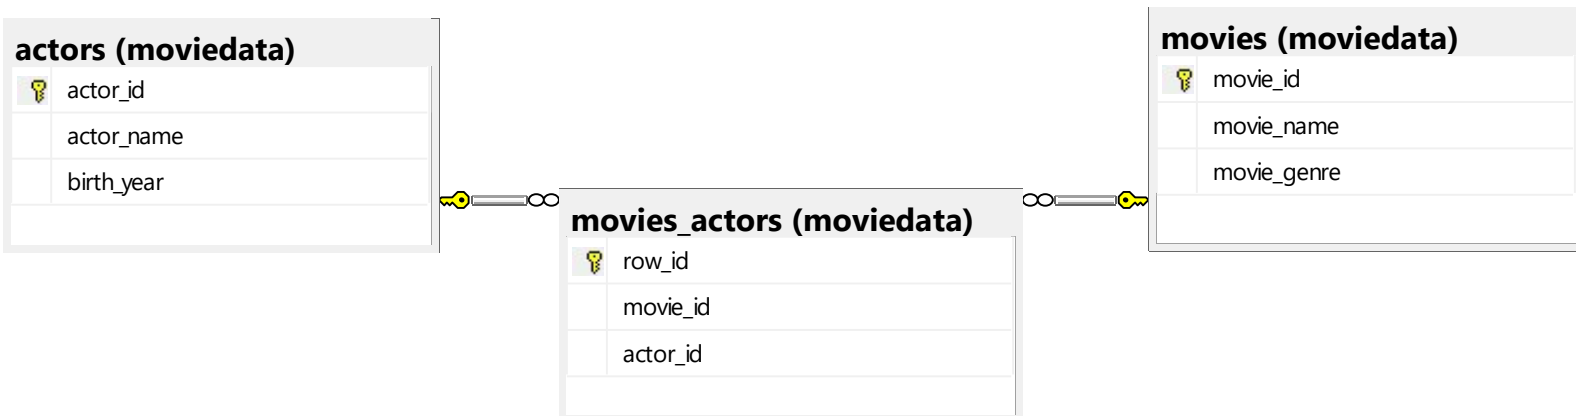 actors (moviedata)
actor_id
actor_name
birth_year
movies_actors (moviedata)
row_id
movie_id
actor_id
movies (moviedata)
movie_id
movie_name
movie_genre